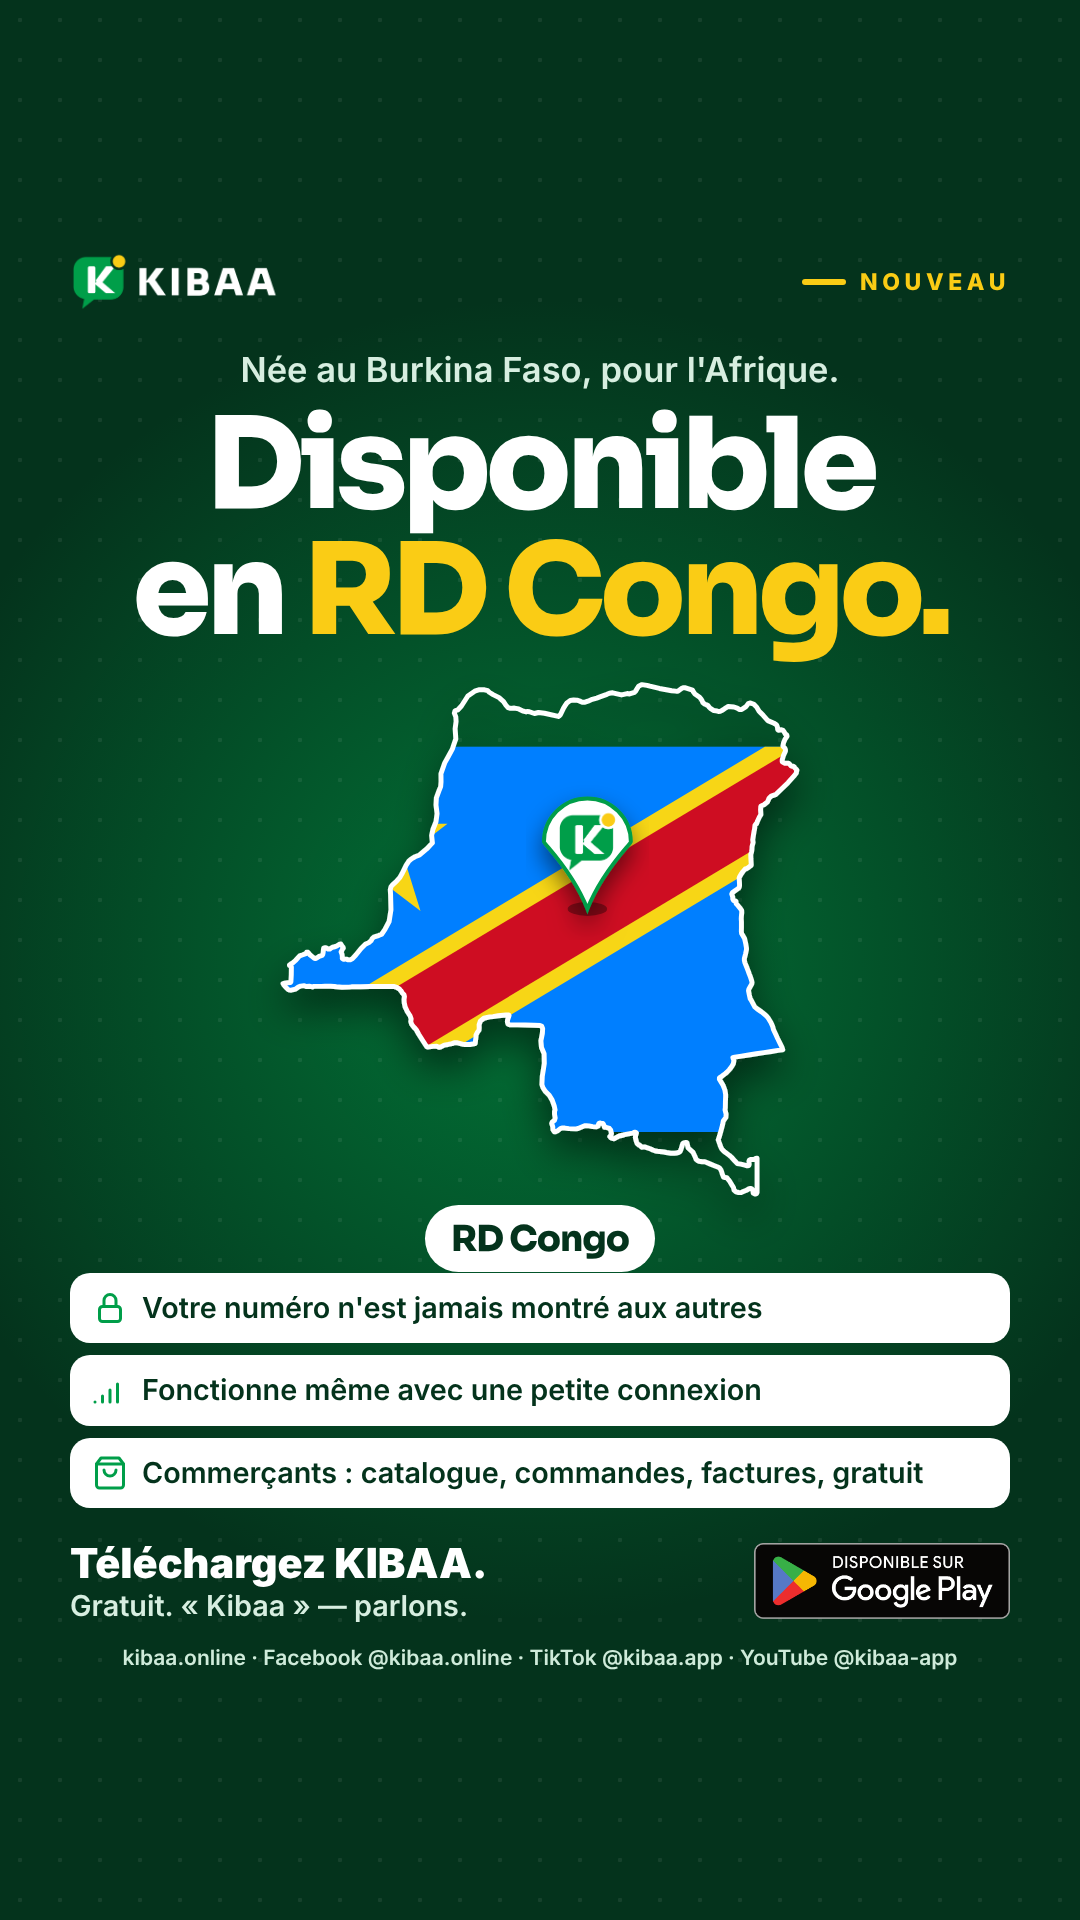 KIBAA
NOUVEAU
Née au Burkina Faso, pour l'Afrique.
Disponible
en RD Congo.
K
RD Congo
Votre numéro n'est jamais montré aux autres
Fonctionne même avec une petite connexion
Commerçants : catalogue, commandes, factures, gratuit
Téléchargez KIBAA.
Gratuit. « Kibaa » — parlons.
DISPONIBLE SUR
Google Play
kibaa.online · Facebook @kibaa.online · TikTok @kibaa.app · YouTube @kibaa-app